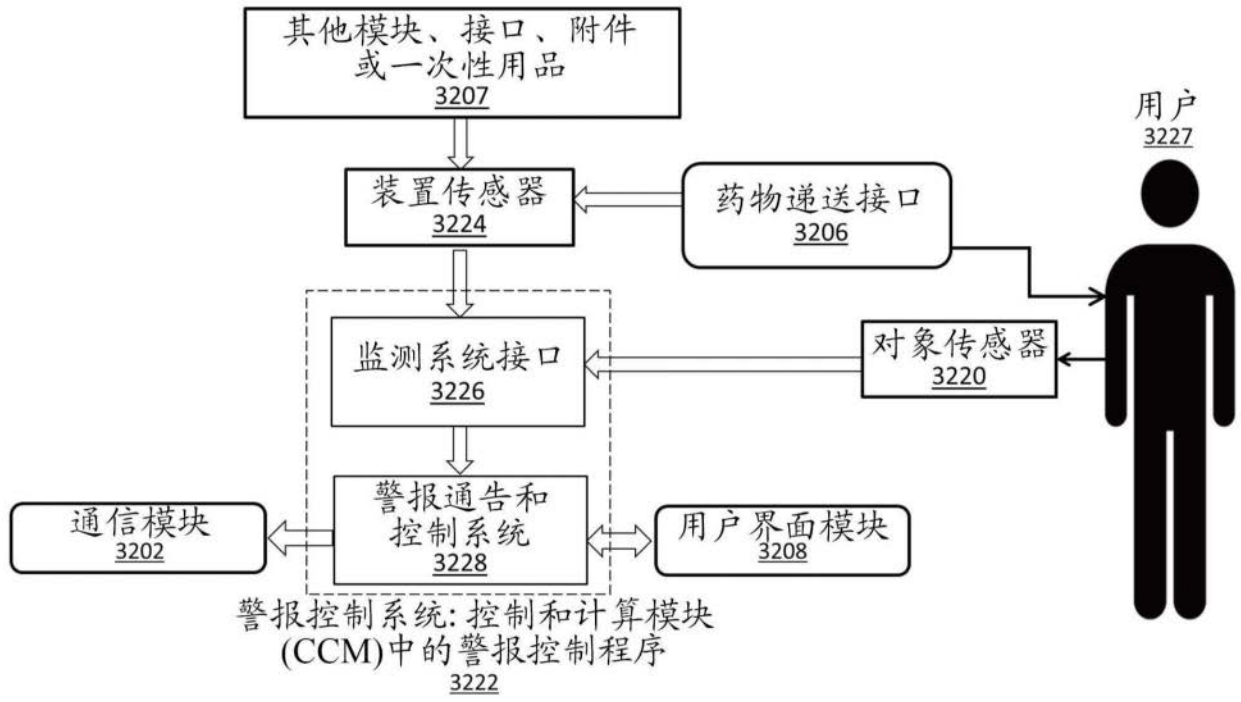 其他模块、接口、附件
或一次性用品
3207
用户
3227
装置传感器
3224
药物递送接口
3206
监测系统接口
3226
对象传感器
3220
警报通告和
控制系统
3228
通信模块
3202
用户界面模块
3208
警报控制系统: 控制和计算模块
(CCM)中的警报控制程序
3222